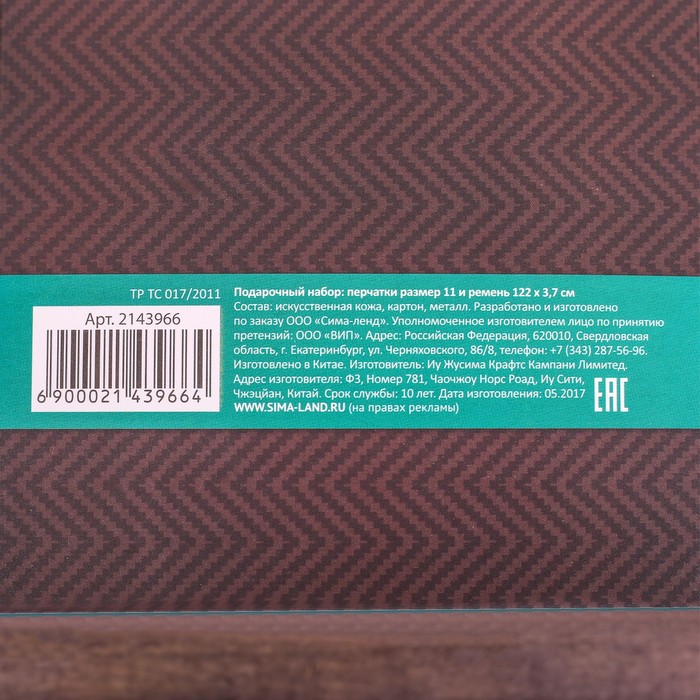 ТР ТС 017/2011
Арт. 2143966
6 900021 439664
Подарочный набор: перчатки размер 11 и ремень 122 х 3,7 см
Состав: искусственная кожа, картон, металл. Разработано и изготовлено
по заказу ООО «Сима-ленд». Уполномоченное изготовителем лицо по принятию
претензий: ООО «ВИП». Адрес: Российская Федерация, 620010, Свердловская
область, г. Екатеринбург, ул. Черняховского, 86/8, телефон: +7 (343) 287-56-96.
Изготовлено в Китае. Изготовитель: Иу Жусима Крафтс Кампани Лимитед.
Адрес изготовителя: ФЗ, Номер 781, Чаочжоу Норс Роад, Иу Сити,
Чжэцйан, Китай. Срок службы: 10 лет. Дата изготовления: 05.2017
WWW.SIMA-LAND.RU (на правах рекламы)
ЕАС